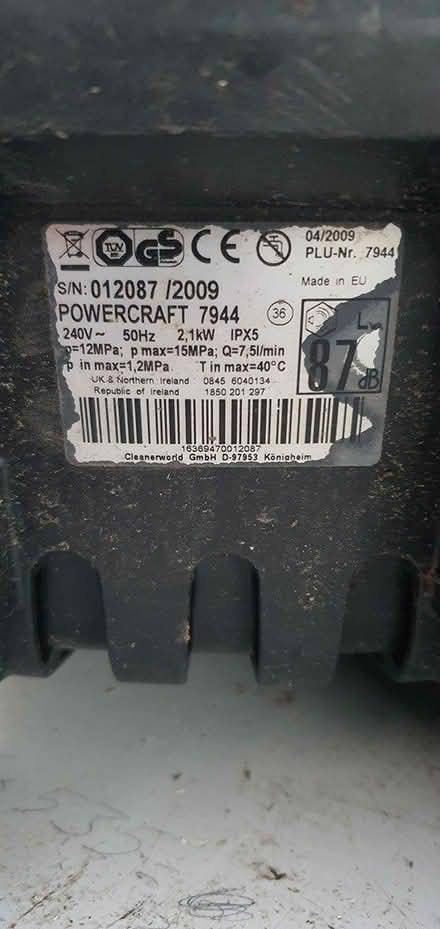 TÜV
GS
CE
04/2009
PLU-Nr. 7944
S/N: 012087 /2009
Made in EU
POWERCRAFT 7944
36
240V~ 50Hz 2,1kW IPX5
p=12MPa; p max=15MPa; Q=7,5l/min
p in max=1,2MPa T in max=40°C
87 dB
UK & Northern Ireland 0845 6040134
Republic of Ireland 1850 201 297
16369470012087
Cleanerworld GmbH D-97953 Königheim